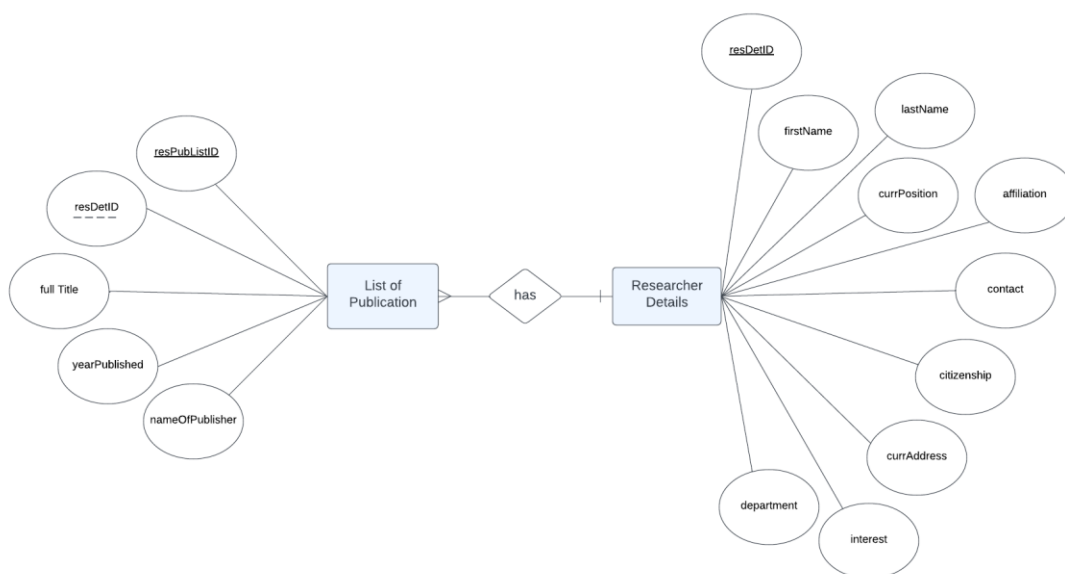 resDetID
lastName
firstName
resPubListID
currPosition
affiliation
resDetID
full Title
List of
Publication
has
Researcher
Details
contact
yearPublished
citizenship
nameOfPublisher
currAddress
department
interest